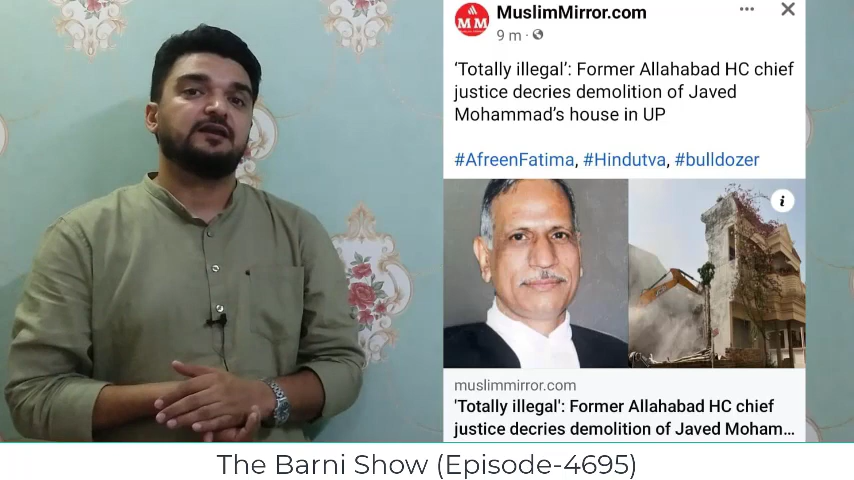 MM
MuslimMirror.com
9 m
'Totally illegal': Former Allahabad HC chief
justice decries demolition of Javed
Mohammad's house in UP
#AfreenFatima, #Hindutva, #bulldozer
i
muslimmirror.com
'Totally illegal': Former Allahabad HC chief
justice decries demolition of Javed Moham...
The Barni Show (Episode-4695)